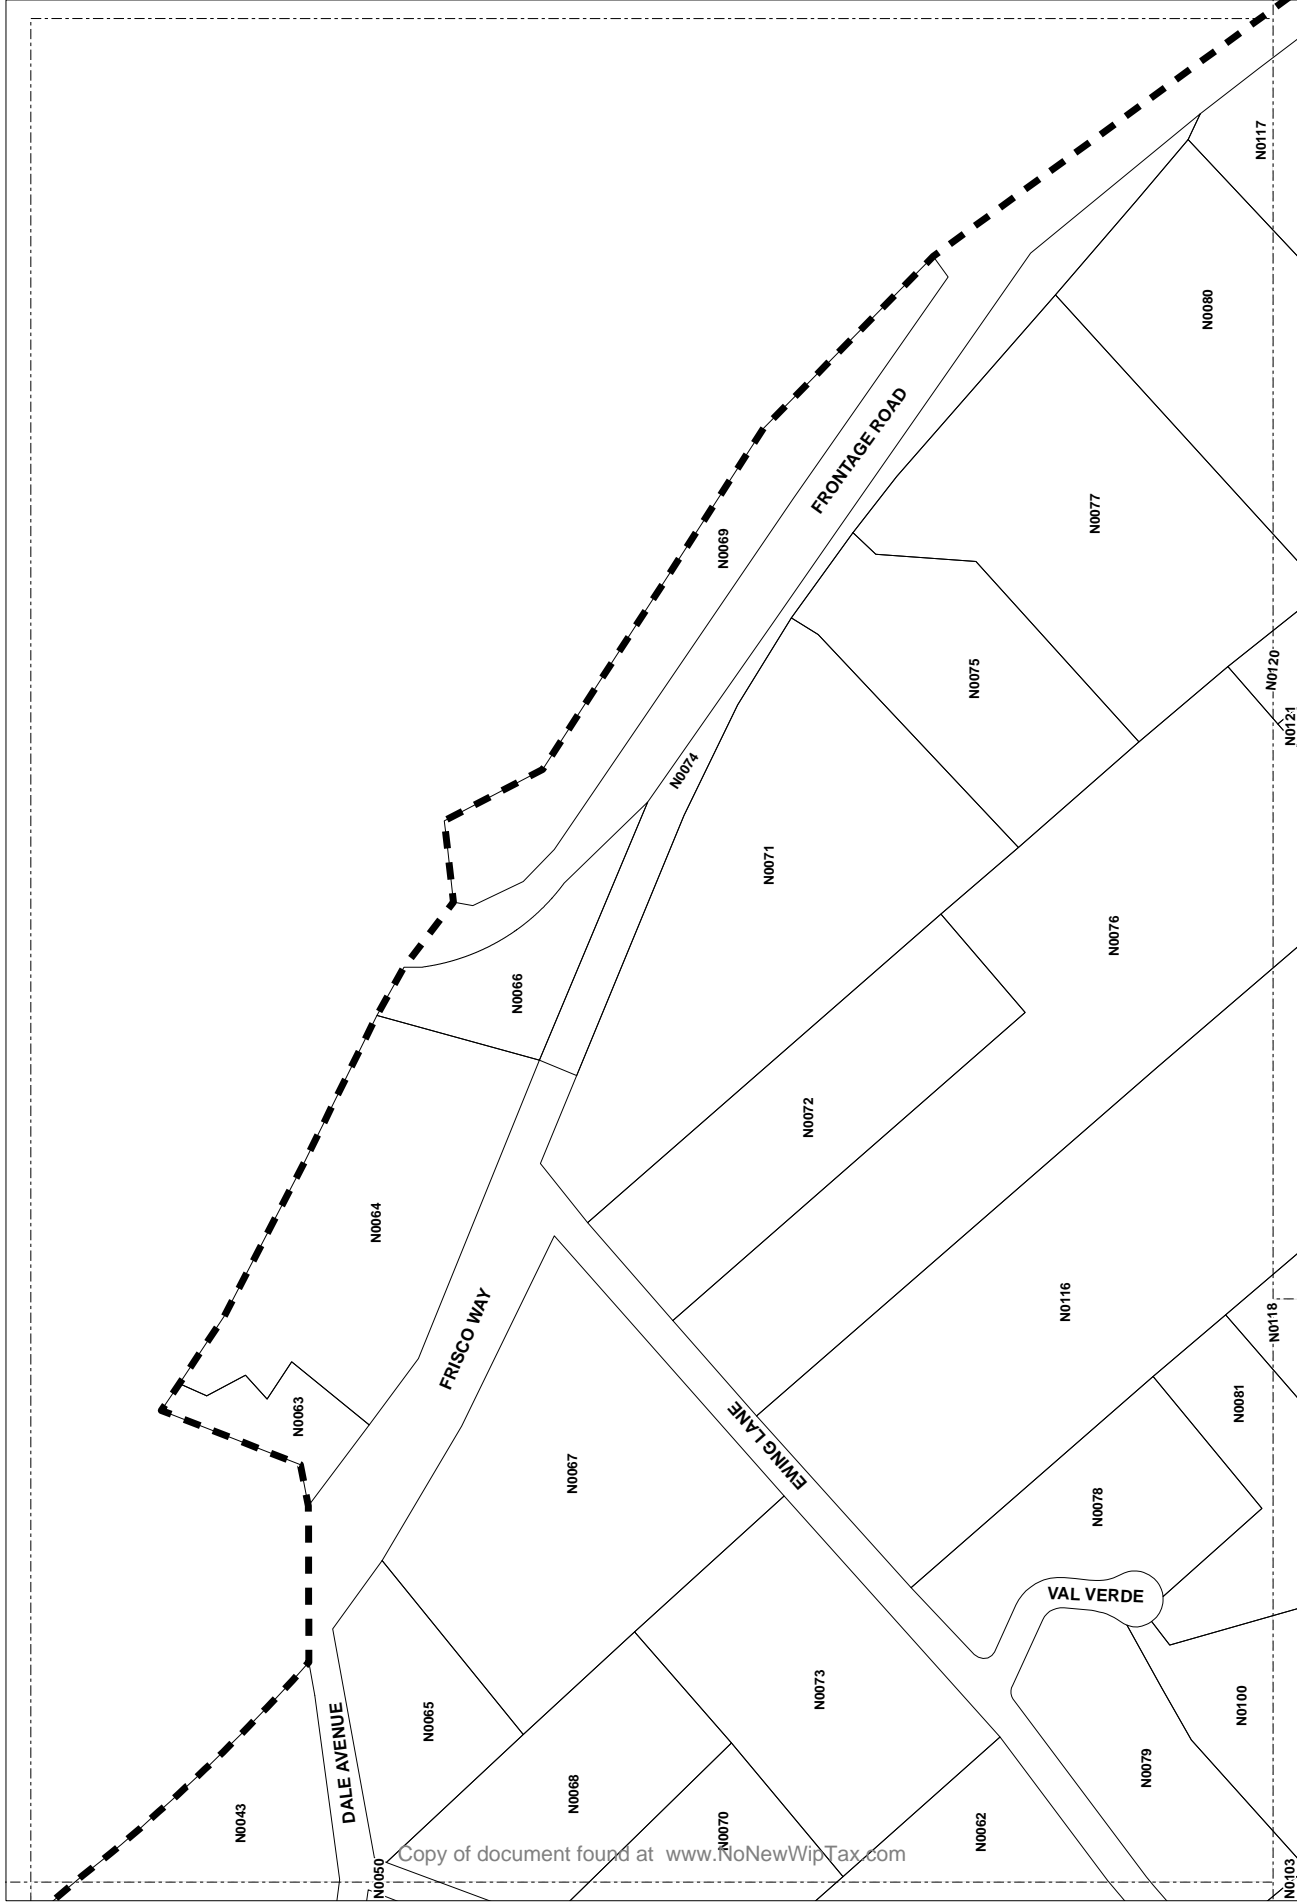 N0117
N0080
FRONTAGE ROAD
N0077
N0069
N0075
N0120
N0121
N0074
N0071
N0076
N0066
N0072
N0064
N0116
N0118
FRISCO WAY
N0063
N0081
EWING LANE
N0067
N0078
VAL VERDE
N0073
N0100
N0065
DALE AVENUE
N0079
N0068
N0043
N0070
N0062
Copy of document found at www.NoNewWipTax.com
N0050
N0103